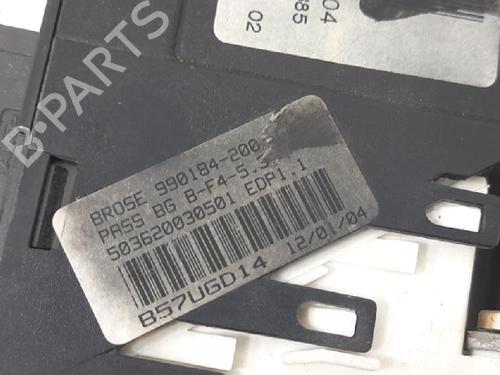 04
85
02
B-PARTS
BROSE 990184-200
PASS BG B-F4-5.3
503620030501 EDP1.1
B57UGD14 12/01/04